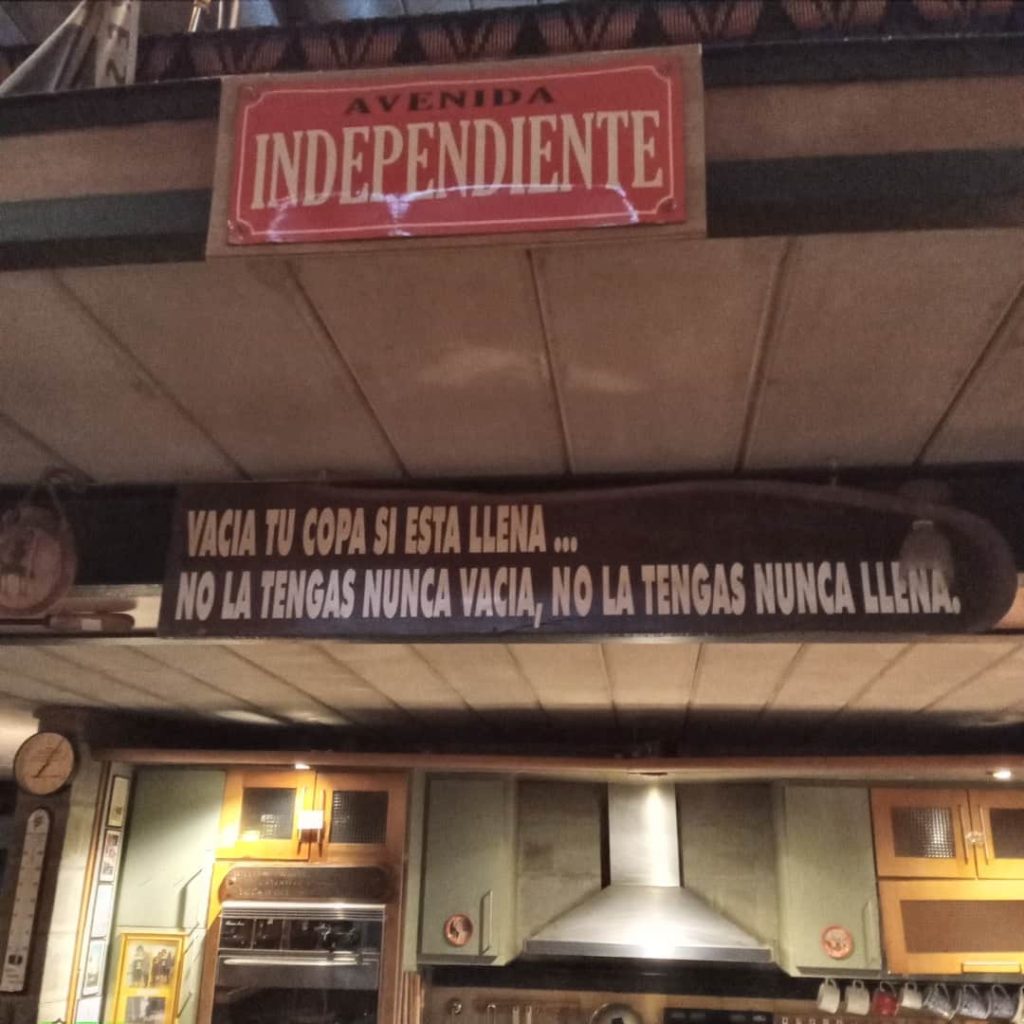 AVENIDA
INDEPENDIENTE
VACIA TU COPA SI ESTA LLENA ...
NO LA TENGAS NUNCA VACIA, NO LA TENGAS NUNCA LLENA.